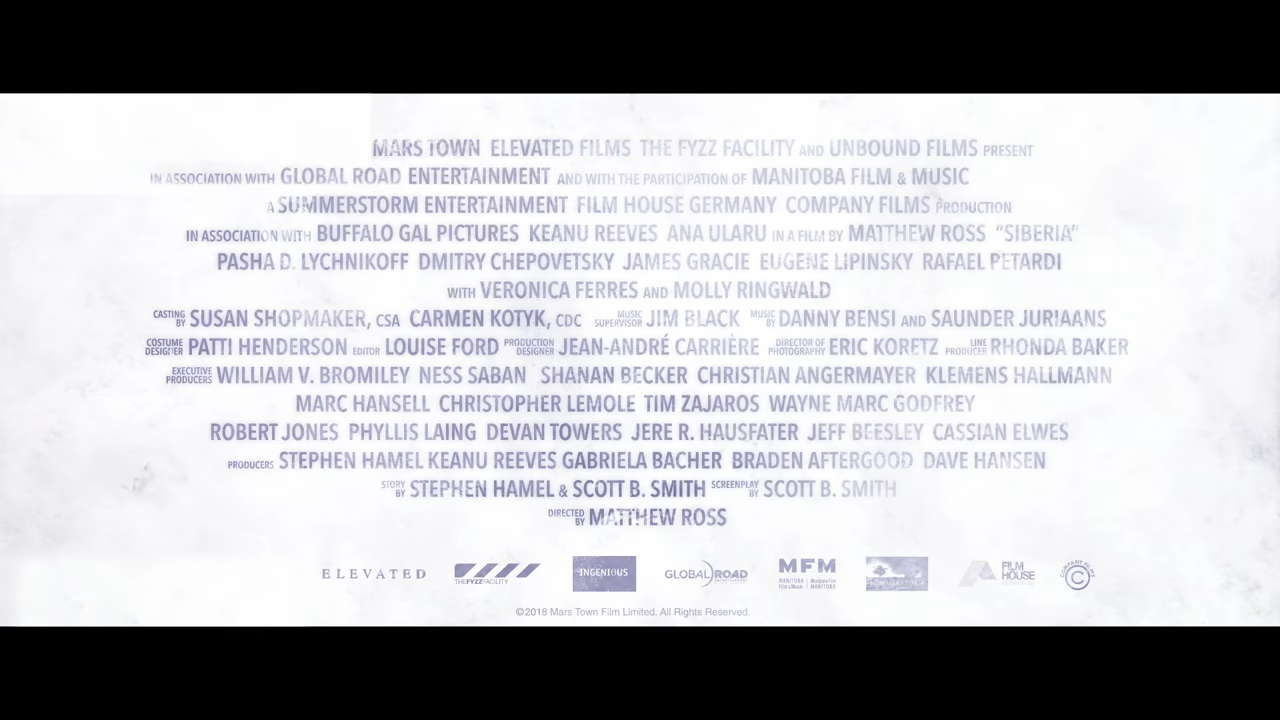 MARS TOWN ELEVATED FILMS THE FYZZ FACILITY AND UNBOUND FILMS PRESENT
IN ASSOCIATION WITH GLOBAL ROAD ENTERTAINMENT AND WITH THE PARTICIPATION OF MANITOBA FILM & MUSIC
A SUMMERSTORM ENTERTAINMENT FILM HOUSE GERMANY COMPANY FILMS PRODUCTION
IN ASSOCIATION WITH BUFFALO GAL PICTURES KEANU REEVES ANA ULARU IN A FILM BY MATTHEW ROSS “SIBERIA”
PASHA D. LYCHNIKOFF DMITRY CHEPOVETSKY JAMES GRACIE EUGENE LIPINSKY RAFAEL PETARDI
WITH VERONICA FERRES AND MOLLY RINGWALD
CASTING BY SUSAN SHOPMAKER, CSA CARMEN KOTYK, CDC MUSIC SUPERVISOR JIM BLACK MUSIC BY DANNY BENSI AND SAUNDER JURIAANS
COSTUME DESIGNER PATTI HENDERSON EDITOR LOUISE FORD PRODUCTION DESIGNER JEAN-ANDRÉ CARRIÈRE DIRECTOR OF PHOTOGRAPHY ERIC KORETZ LINE PRODUCER RHONDA BAKER
EXECUTIVE PRODUCERS WILLIAM V. BROMILEY NESS SABAN SHANAN BECKER CHRISTIAN ANGERMAYER KLEMENS HALLMANN
MARC HANSELL CHRISTOPHER LEMOLE TIM ZAJAROS WAYNE MARC GODFREY
ROBERT JONES PHYLLIS LAING DEVAN TOWERS JERE R. HAUSFATER JEFF BEESLEY CASSIAN ELWES
PRODUCERS STEPHEN HAMEL KEANU REEVES GABRIELA BACHER BRADEN AFTERGOOD DAVE HANSEN
STORY BY STEPHEN HAMEL & SCOTT B. SMITH SCREENPLAY BY SCOTT B. SMITH
DIRECTED BY MATTHEW ROSS
ELEVATED THEFYZZFACILITY INGENIOUS GLOBAL ROAD ENTERTAINMENT MFM FILM HOUSE COMPANY FILMS
©2018 Mars Town Film Limited. All Rights Reserved.